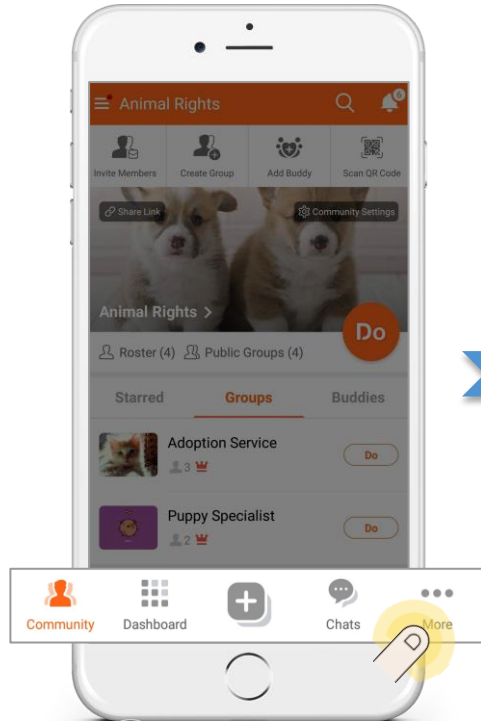 Animal Rights
6
Invite Members
Create Group
Add Buddy
Scan QR Code
Share Link
Community Settings
Animal Rights >
Do
Roster (4)
Public Groups (4)
Starred
Groups
Buddies
Adoption Service
3
Do
Puppy Specialist
2
Do
Community
Dashboard
Chats
More